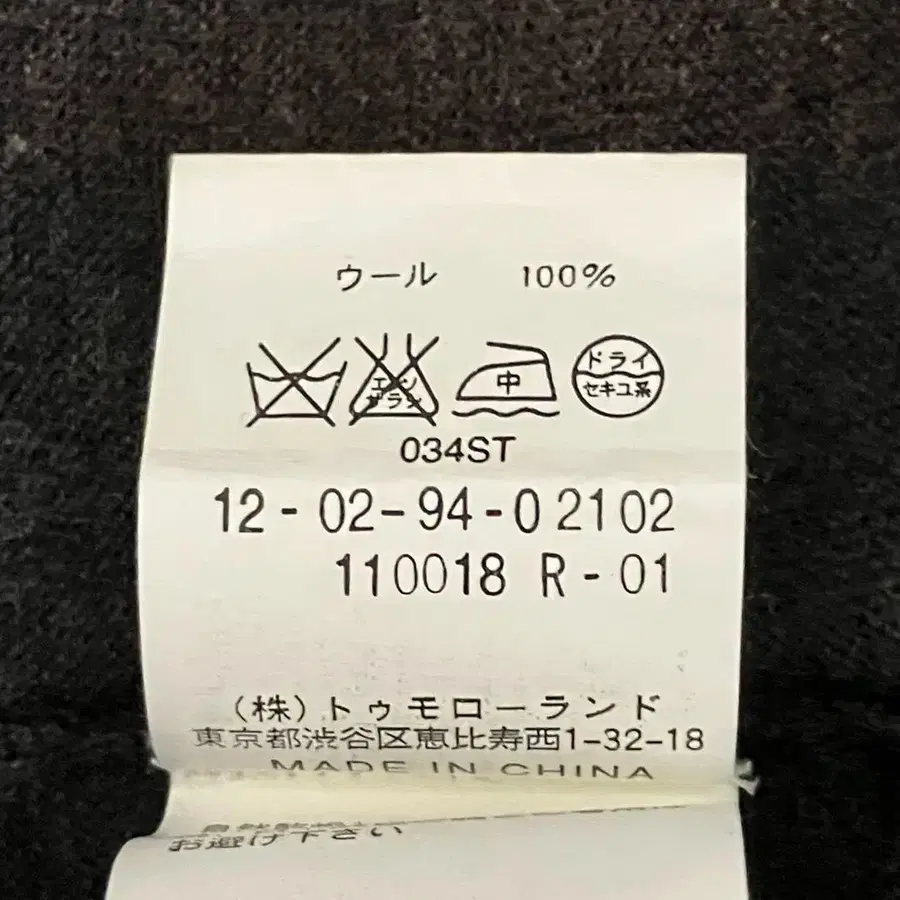 ウール 100%
エンソ サラシ 中 ドライ セキユ系
034ST
12-02-94-02102
110018 R-01
(株)トゥモローランド
東京都渋谷区恵比寿西1-32-18
MADE IN CHINA
お避け下さい